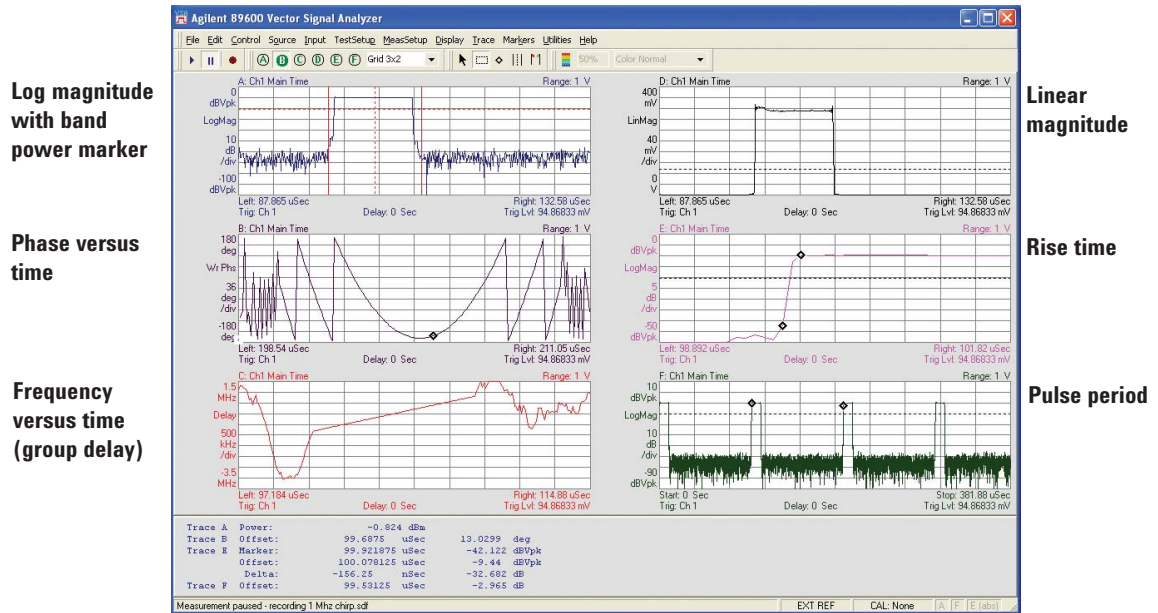 Agilent 89600 Vector Signal Analyzer
File Edit Control Source Input TestSetup MeasSetup Display Trace Markers Utilities Help
A B C D E F Grid 3x2 50% Color Normal
Log magnitude
with band
power marker
A: Ch1 Main Time Range: 1 V
0
dBVpk
LogMag
10
dB
/div
-100
dBVpk
Left: 87.865 uSec Right: 132.58 uSec
Trig: Ch 1 Delay: 0 Sec Trig Lvl: 94.86833 mV
Linear
magnitude
D: Ch1 Main Time Range: 1 V
400
mV
LinMag
40
mV
/div
0
V
Left: 87.865 uSec Right: 132.58 uSec
Trig: Ch 1 Delay: 0 Sec Trig Lvl: 94.86833 mV
Phase versus
time
B: Ch1 Main Time Range: 1 V
180
deg
Wr Phs
36
deg
/div
-180
deg
Left: 198.54 uSec Right: 211.05 uSec
Trig: Ch 1 Delay: 0 Sec Trig Lvl: 94.86833 mV
Rise time
E: Ch1 Main Time Range: 1 V
0
dBVpk
LogMag
5
dB
/div
-50
dBVpk
Left: 98.892 uSec Right: 101.82 uSec
Trig: Ch 1 Delay: 0 Sec Trig Lvl: 94.86833 mV
Frequency
versus time
(group delay)
C: Ch1 Main Time Range: 1 V
1.5
MHz
Delay
500
kHz
/div
-3.5
MHz
Left: 97.184 uSec Right: 114.88 uSec
Trig: Ch 1 Delay: 0 Sec Trig Lvl: 94.86833 mV
Pulse period
F: Ch1 Main Time Range: 1 V
10
dBVpk
LogMag
10
dB
/div
-90
dBVpk
Start: 0 Sec Stop: 381.88 uSec
Trig: Ch 1 Delay: 0 Sec Trig Lvl: 94.86833 mV
Trace A Power: -0.824 dBm
Trace B Offset: 99.6875 uSec 13.0299 deg
Trace E Marker: 99.921875 uSec -42.122 dBVpk
Offset: 100.078125 uSec -9.44 dBVpk
Delta: -156.25 nSec -32.682 dB
Trace F Offset: 99.53125 uSec -2.965 dB
Measurement paused - recording 1 Mhz chirp.sdf EXT REF CAL: None A F E (abs)